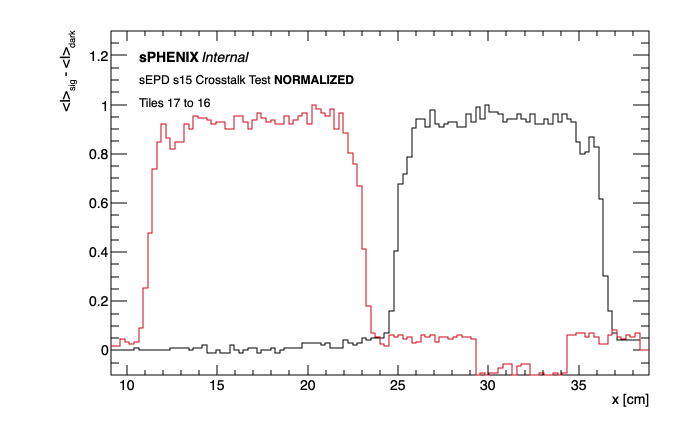 <I>sig - <I>dark
1.2
1
0.8
0.6
0.4
0.2
0
sPHENIX Internal
sEPD s15 Crosstalk Test NORMALIZED
Tiles 17 to 16
10 15 20 25 30 35
x [cm]